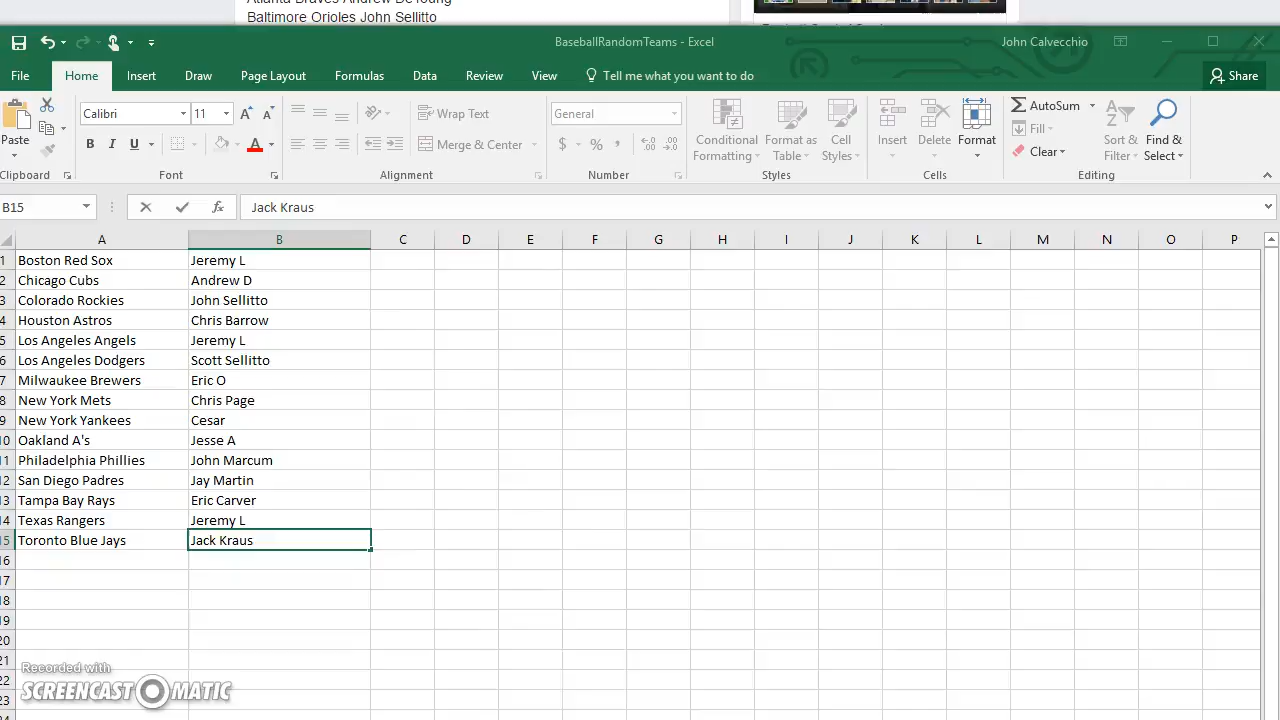 Atlanta Braves Andrew De Young
Baltimore Orioles John Sellitto
BaseballRandomTeams - Excel
John Calvecchio
File Home Insert Draw Page Layout Formulas Data Review View Tell me what you want to do Share
Paste
Calibri 11
B I U A
Wrap Text
Merge & Center
General
$ % ,
Conditional Formatting
Format as Table
Cell Styles
Insert
Delete
Format
AutoSum
Fill
Clear
Sort & Filter
Find & Select
Clipboard Font Alignment Number Styles Cells Editing
B15 fx Jack Kraus
A B C D E F G H I J K L M N O P
1 Boston Red Sox Jeremy L
2 Chicago Cubs Andrew D
3 Colorado Rockies John Sellitto
4 Houston Astros Chris Barrow
5 Los Angeles Angels Jeremy L
6 Los Angeles Dodgers Scott Sellitto
7 Milwaukee Brewers Eric O
8 New York Mets Chris Page
9 New York Yankees Cesar
10 Oakland A's Jesse A
11 Philadelphia Phillies John Marcum
12 San Diego Padres Jay Martin
13 Tampa Bay Rays Eric Carver
14 Texas Rangers Jeremy L
15 Toronto Blue Jays Jack Kraus
16
17
18
19
20
21
22
23
Recorded with
SCREENCAST MATIC